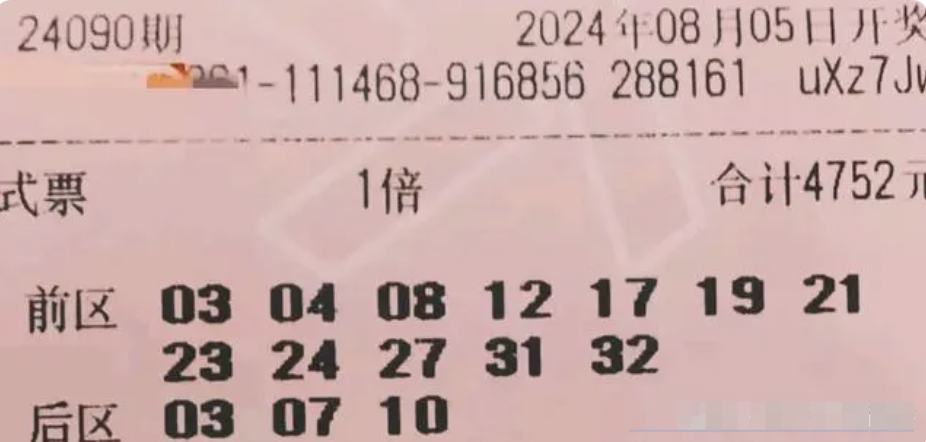 24090期 2024年08月05日开奖
1-111468-916856 288161 uXz7J
式票 1倍 合计4752元
前区 03 04 08 12 17 19 21
23 24 27 31 32
后区 03 07 10